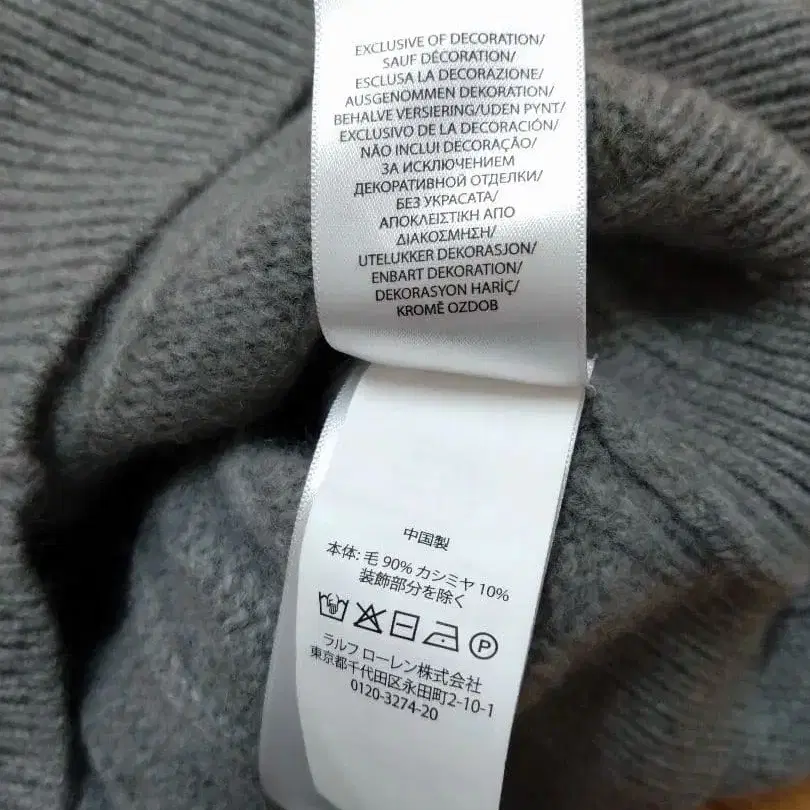 EXCLUSIVE OF DECORATION/
SAUF DÉCORATION/
ESCLUSA LA DECORAZIONE/
AUSGENOMMEN DEKORATION/
BEHALVE VERSIERING/UDEN PYNT/
EXCLUSIVO DE LA DECORACIÓN/
NÃO INCLUI DECORAÇÃO/
ЗА ИСКЛЮЧЕНИЕМ
ДЕКОРАТИВНОЙ ОТДЕЛКИ/
БЕЗ УКРАСАТА/
ΑΠΟΚΛΕΙΣΤΙΚΗ ΑΠΟ
ΔΙΑΚΟΣΜΗΣΗ/
UTELUKKER DEKORASJON/
ENBART DEKORATION/
DEKORASYON HARİÇ/
KROMĚ OZDOB
中国製
本体: 毛 90% カシミヤ 10%
装飾部分を除く
P
ラルフ ローレン株式会社
東京都千代田区永田町2-10-1
0120-3274-20